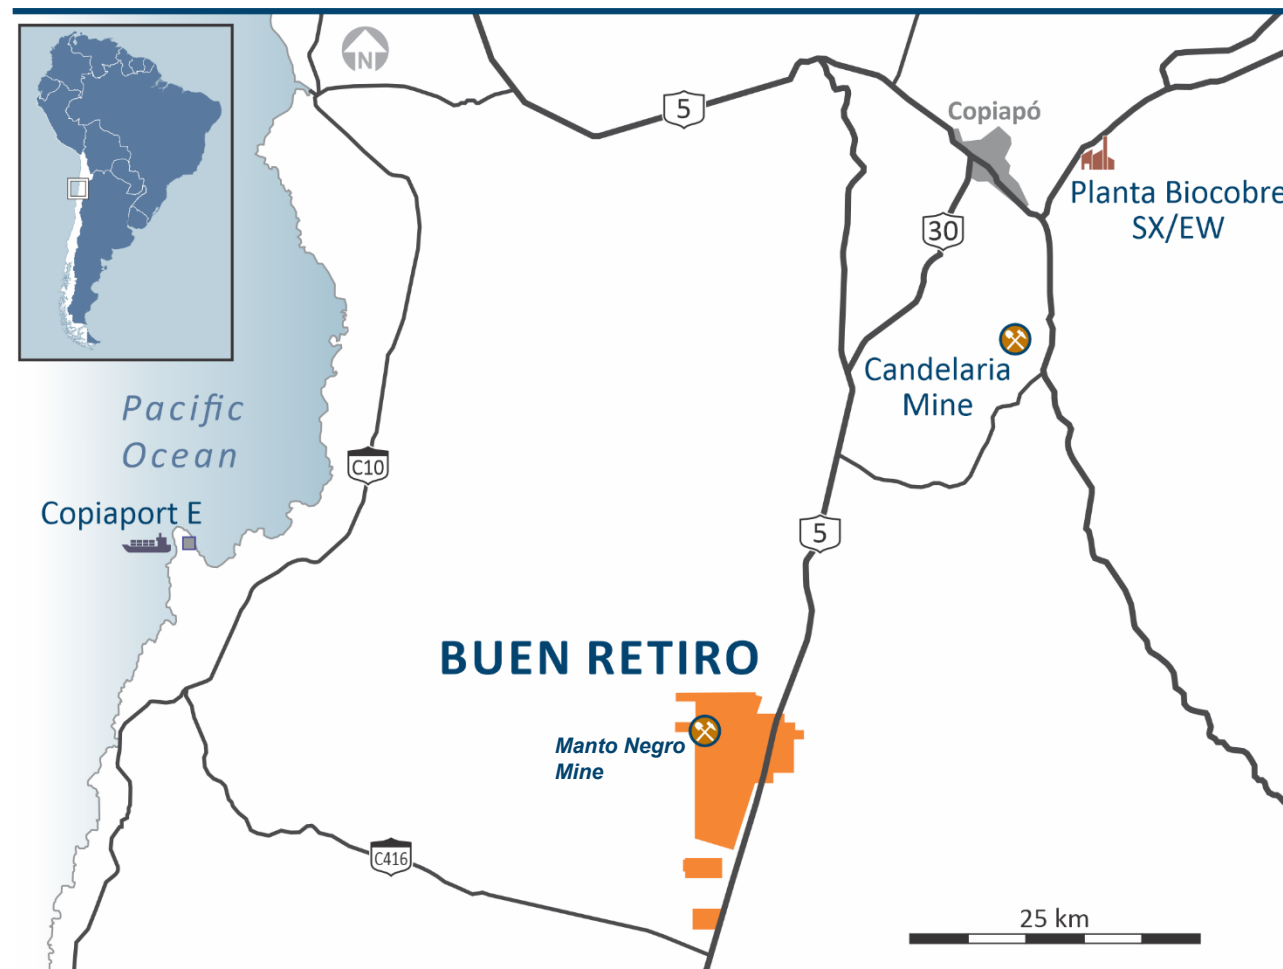 N
5
Copiapó
Planta Biocobre
SX/EW
30
Candelaria
Mine
Pacific
Ocean
C10
Copiaport E
5
BUEN RETIRO
Manto Negro
Mine
C416
25 km